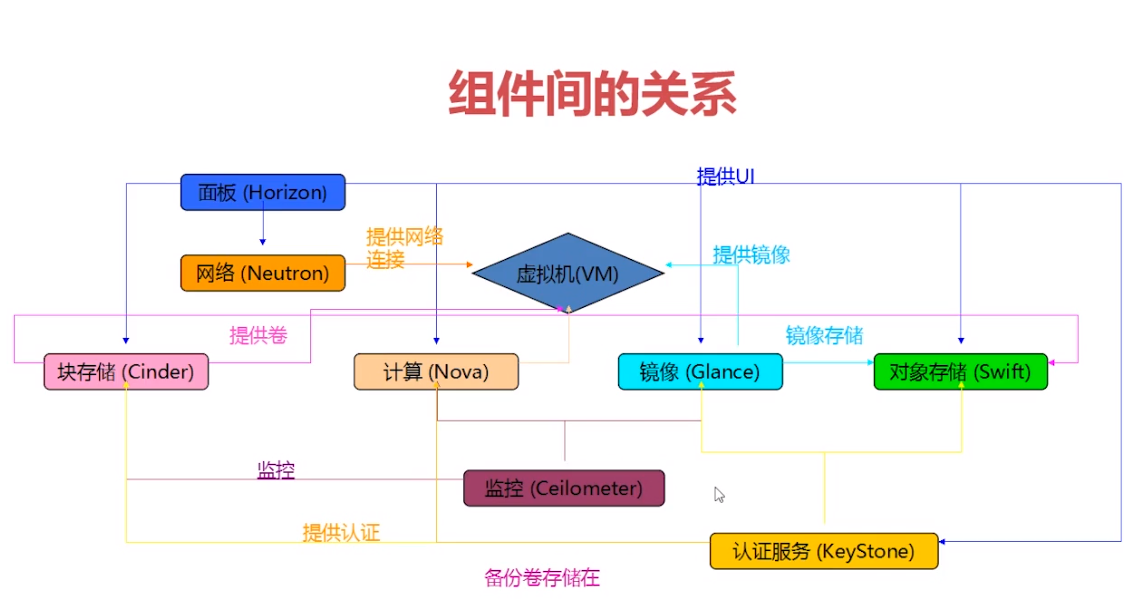 组件间的关系
提供UI
面板 (Horizon)
提供网络
连接
提供镜像
网络 (Neutron)
虚拟机(VM)
提供卷
镜像存储
块存储 (Cinder)
计算 (Nova)
镜像 (Glance)
对象存储 (Swift)
监控
监控 (Ceilometer)
提供认证
认证服务 (KeyStone)
备份卷存储在